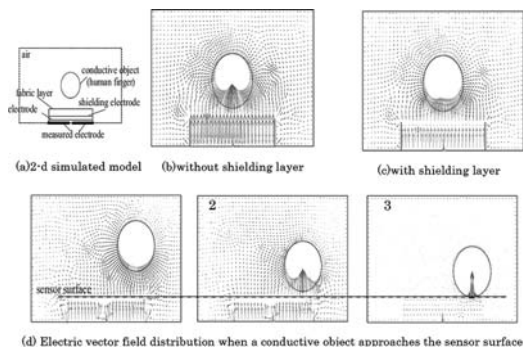 air
conductive object
(human finger)
fabric layer
shielding electrode
electrode
measured electrode
(a)2-d simulated model
(b)without shielding layer
(c)with shielding layer
2
3
sensor surface
(d) Electric vector field distribution when a conductive object approaches the sensor surface